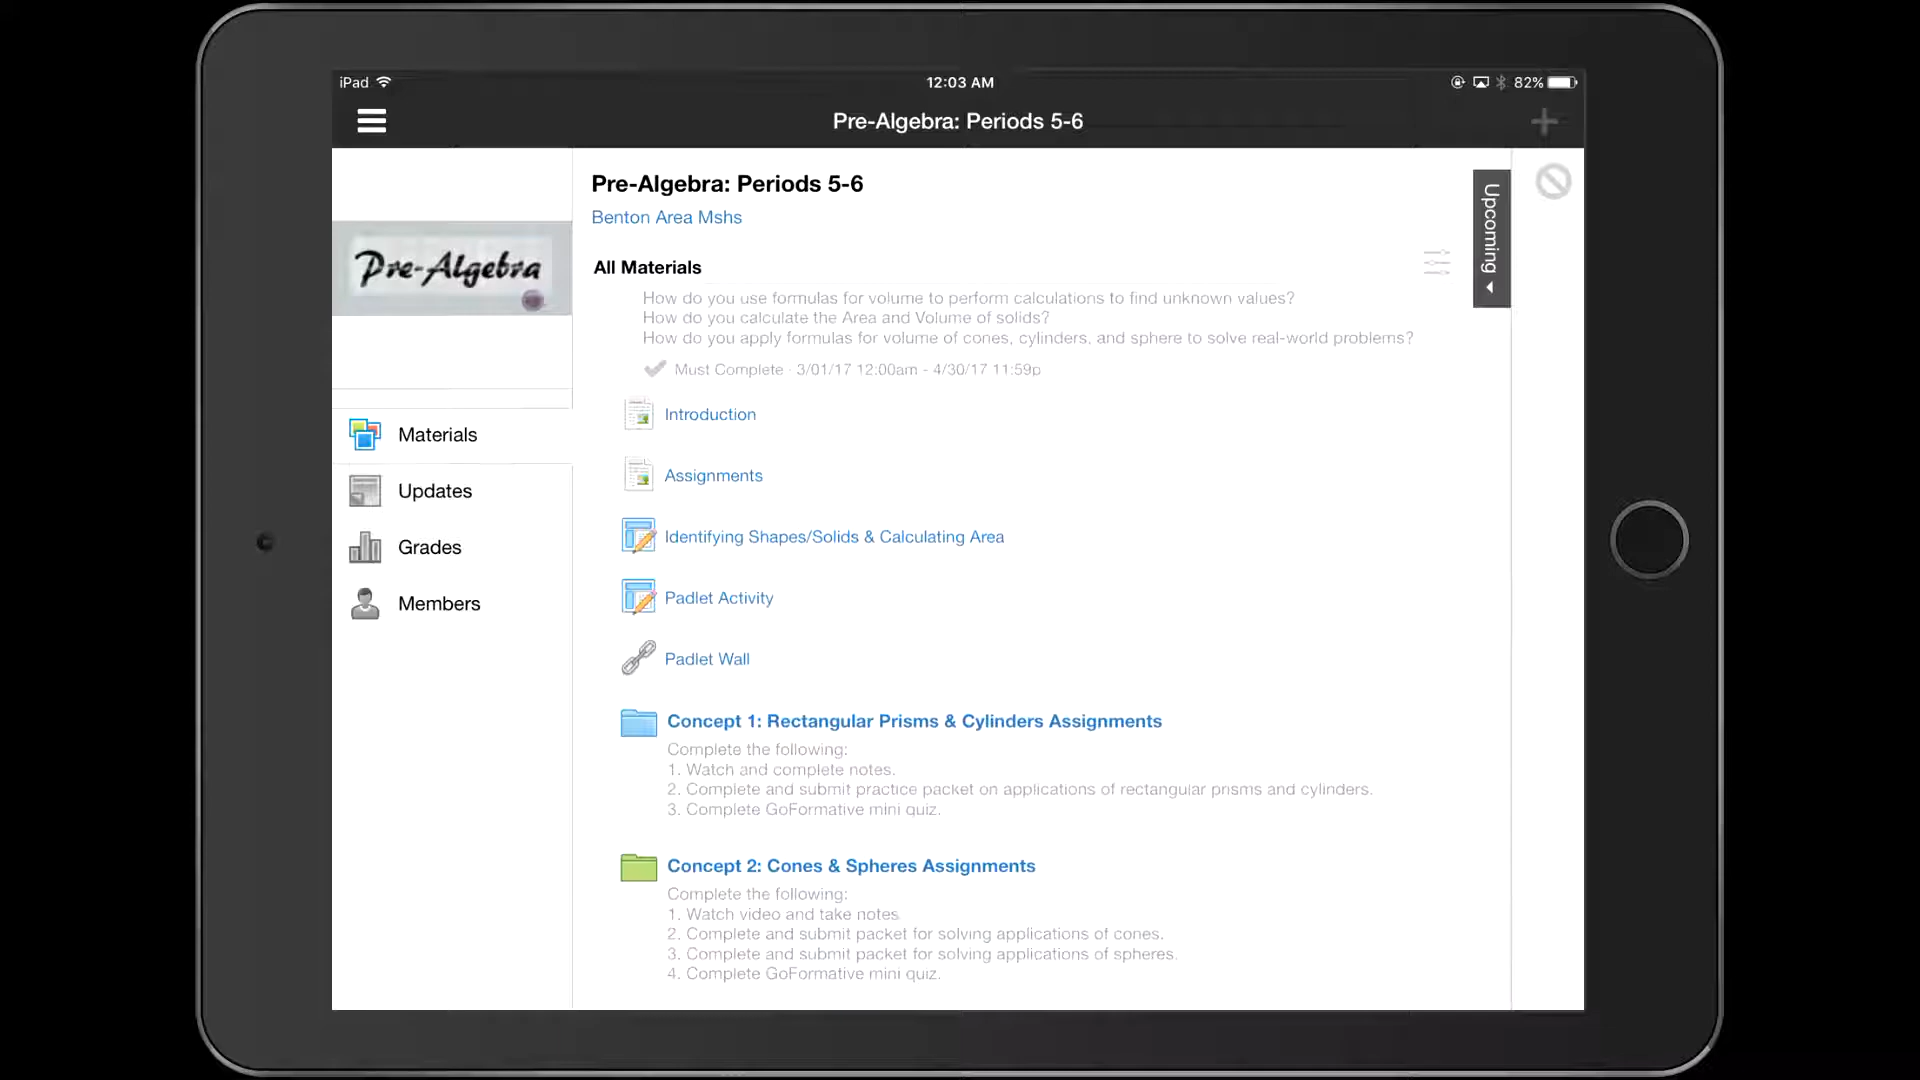 iPad
12:03 AM
82%
Pre-Algebra: Periods 5-6
Pre-Algebra: Periods 5-6
Benton Area Mshs
Upcoming
Pre-Algebra
All Materials
How do you use formulas for volume to perform calculations to find unknown values?
How do you calculate the Area and Volume of solids?
How do you apply formulas for volume of cones, cylinders, and sphere to solve real-world problems?
Must Complete · 3/01/17 12:00am - 4/30/17 11:59p
Materials
Updates
Grades
Members
Introduction
Assignments
Identifying Shapes/Solids & Calculating Area
Padlet Activity
Padlet Wall
Concept 1: Rectangular Prisms & Cylinders Assignments
Complete the following:
1. Watch and complete notes.
2. Complete and submit practice packet on applications of rectangular prisms and cylinders.
3. Complete GoFormative mini quiz.
Concept 2: Cones & Spheres Assignments
Complete the following:
1. Watch video and take notes
2. Complete and submit packet for solving applications of cones.
3. Complete and submit packet for solving applications of spheres.
4. Complete GoFormative mini quiz.